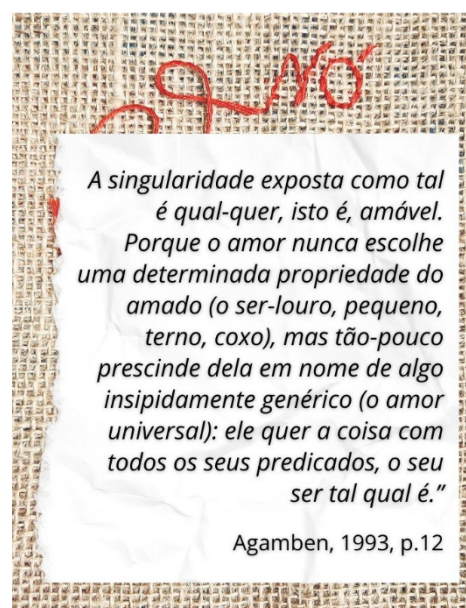 nó
A singularidade exposta como tal
é qual-quer, isto é, amável.
Porque o amor nunca escolhe
uma determinada propriedade do
amado (o ser-louro, pequeno,
terno, coxo), mas tão-pouco
prescinde dela em nome de algo
insipidamente genérico (o amor
universal): ele quer a coisa com
todos os seus predicados, o seu
ser tal qual é.”
Agamben, 1993, p.12